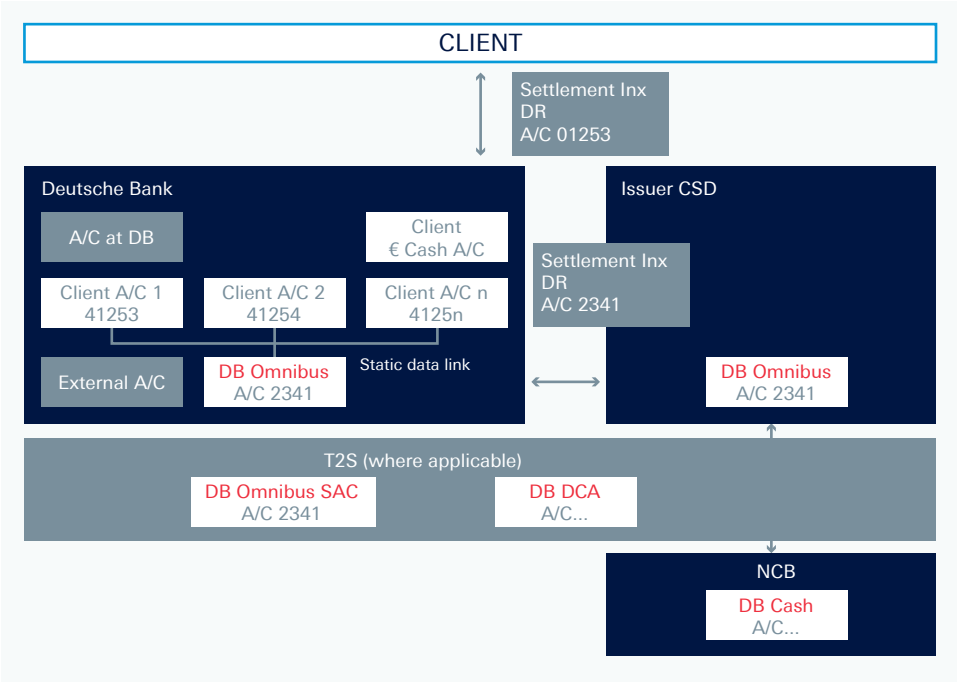 CLIENT
Settlement Inx
DR
A/C 01253
Deutsche Bank
A/C at DB
Client
€ Cash A/C
Client A/C 1
41253
Client A/C 2
41254
Client A/C n
4125n
External A/C
DB Omnibus
A/C 2341
Static data link
Settlement Inx
DR
A/C 2341
Issuer CSD
DB Omnibus
A/C 2341
T2S (where applicable)
DB Omnibus SAC
A/C 2341
DB DCA
A/C...
NCB
DB Cash
A/C...